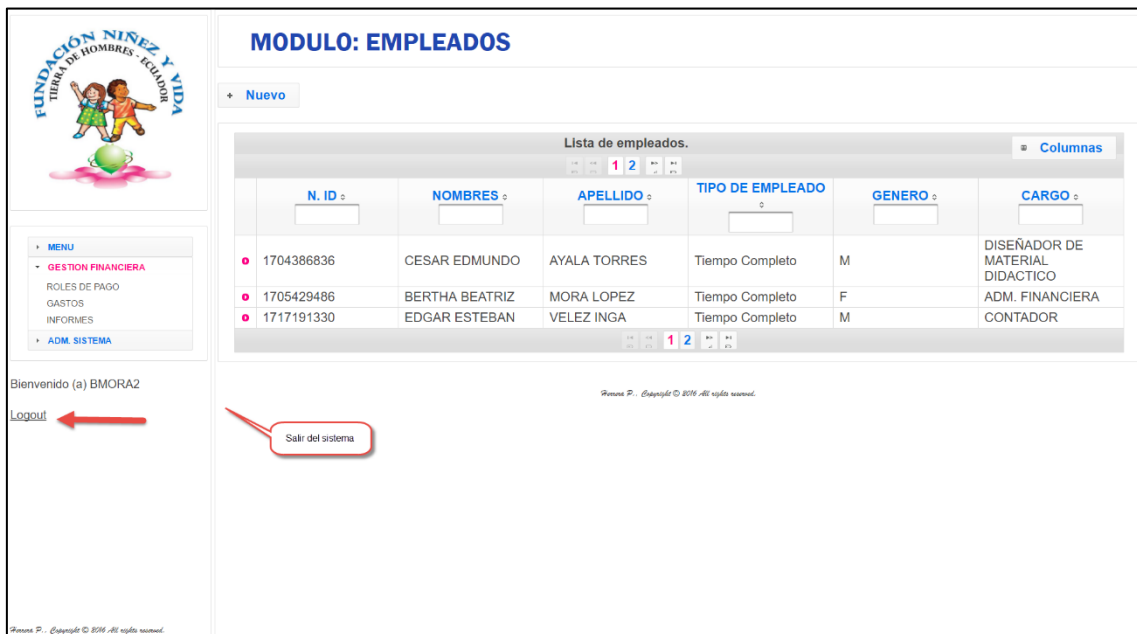 FUNDACIÓN NIÑEZ Y VIDA
TIERRA DE HOMBRES - ECUADOR
MENU
GESTION FINANCIERA
ROLES DE PAGO
GASTOS
INFORMES
ADM. SISTEMA
Bienvenido (a) BMORA2
Logout
Herrera P.. Copyright © 2016 All rights reserved.
MODULO: EMPLEADOS
+ Nuevo
Lista de empleados.
Columnas
1 2
N. ID NOMBRES APELLIDO TIPO DE EMPLEADO GENERO CARGO
1704386836 CESAR EDMUNDO AYALA TORRES Tiempo Completo M DISEÑADOR DE
MATERIAL
DIDACTICO
1705429486 BERTHA BEATRIZ MORA LOPEZ Tiempo Completo F ADM. FINANCIERA
1717191330 EDGAR ESTEBAN VELEZ INGA Tiempo Completo M CONTADOR
1 2
Herrera P.. Copyright © 2016 All rights reserved.
Salir del sistema